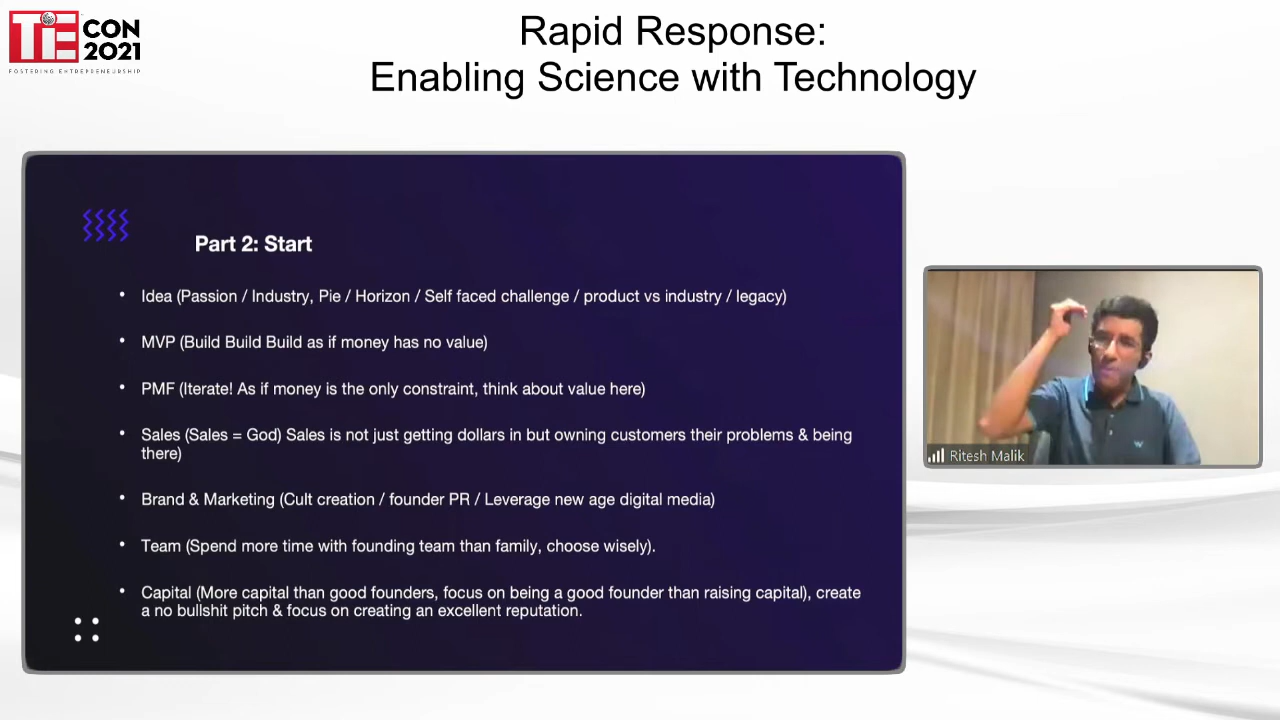 TiE CON
2021
FOSTERING ENTREPRENEURSHIP
Rapid Response:
Enabling Science with Technology
Part 2: Start
• Idea (Passion / Industry, Pie / Horizon / Self faced challenge / product vs industry / legacy)
• MVP (Build Build Build as if money has no value)
• PMF (Iterate! As if money is the only constraint, think about value here)
• Sales (Sales = God) Sales is not just getting dollars in but owning customers their problems & being
there)
• Brand & Marketing (Cult creation / founder PR / Leverage new age digital media)
• Team (Spend more time with founding team than family, choose wisely).
• Capital (More capital than good founders, focus on being a good founder than raising capital), create
a no bullshit pitch & focus on creating an excellent reputation.
Ritesh Malik